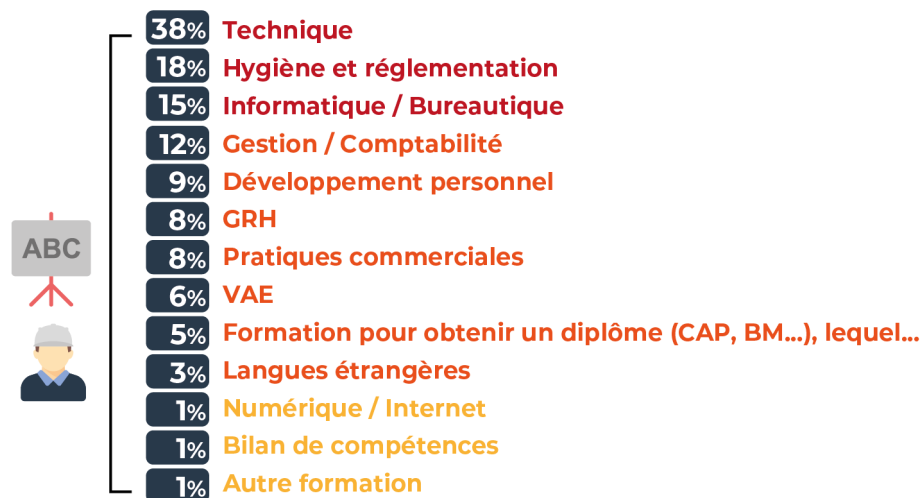 38% Technique
18% Hygiène et réglementation
15% Informatique / Bureautique
12% Gestion / Comptabilité
9% Développement personnel
8% GRH
ABC
8% Pratiques commerciales
6% VAE
5% Formation pour obtenir un diplôme (CAP, BM...), lequel...
3% Langues étrangères
1% Numérique / Internet
1% Bilan de compétences
1% Autre formation